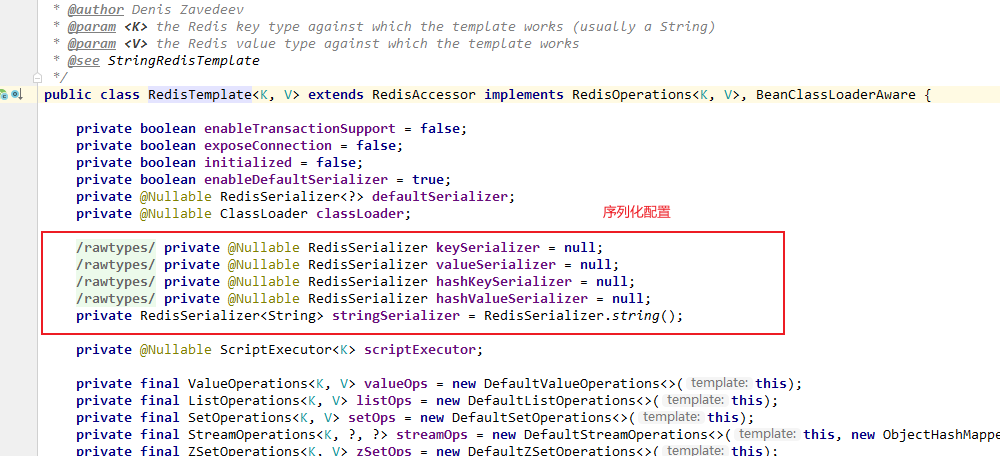 * @author Denis Zavedeev
* @param <K> the Redis key type against which the template works (usually a String)
* @param <V> the Redis value type against which the template works
* @see StringRedisTemplate
*/
public class RedisTemplate<K, V> extends RedisAccessor implements RedisOperations<K, V>, BeanClassLoaderAware {
private boolean enableTransactionSupport = false;
private boolean exposeConnection = false;
private boolean initialized = false;
private boolean enableDefaultSerializer = true;
private @Nullable RedisSerializer<?> defaultSerializer;
private @Nullable ClassLoader classLoader;
序列化配置
/rawtypes/ private @Nullable RedisSerializer keySerializer = null;
/rawtypes/ private @Nullable RedisSerializer valueSerializer = null;
/rawtypes/ private @Nullable RedisSerializer hashKeySerializer = null;
/rawtypes/ private @Nullable RedisSerializer hashValueSerializer = null;
private RedisSerializer<String> stringSerializer = RedisSerializer.string();
private @Nullable ScriptExecutor<K> scriptExecutor;
private final ValueOperations<K, V> valueOps = new DefaultValueOperations<>( template: this);
private final ListOperations<K, V> listOps = new DefaultListOperations<>( template: this);
private final SetOperations<K, V> setOps = new DefaultSetOperations<>( template: this);
private final StreamOperations<K, ?, ?> streamOps = new DefaultStreamOperations<>( template: this, new ObjectHashMappe
private final ZSetOperations<K, V> zSetOps = new DefaultZSetOperations<>( template: this);